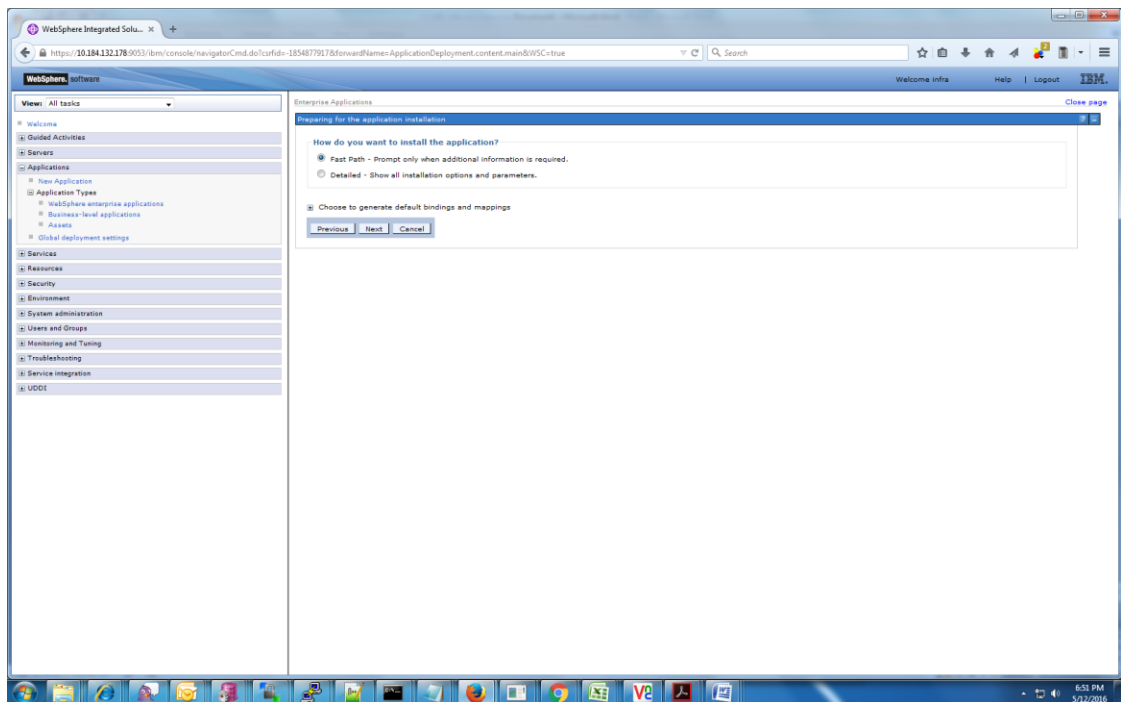 WebSphere Integrated Solu... × +
https://10.184.132.178:9053/ibm/console/navigatorCmd.do?csrfid=-1854877917&forwardName=ApplicationDeployment.content.main&WSC=true
Search
2
WebSphere. software
Welcome Infra Help | Logout IBM.
View: All tasks
Welcome
Guided Activities
Servers
Applications
New Application
Application Types
WebSphere enterprise applications
Business-level applications
Assets
Global deployment settings
Services
Resources
Security
Environment
System administration
Users and Groups
Monitoring and Tuning
Troubleshooting
Service integration
UDDI
Enterprise Applications Close page
Preparing for the application installation ? -
How do you want to install the application?
Fast Path - Prompt only when additional information is required.
Detailed - Show all installation options and parameters.
Choose to generate default bindings and mappings
Previous Next Cancel
6:51 PM
5/12/2016